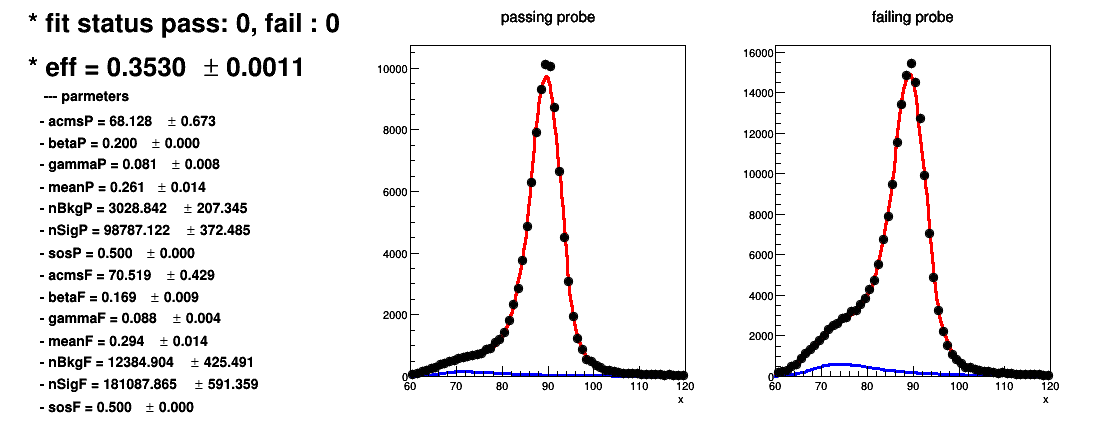 * fit status pass: 0, fail : 0
* eff = 0.3530 ± 0.0011
--- parmeters
- acmsP = 68.128 ± 0.673
- betaP = 0.200 ± 0.000
- gammaP = 0.081 ± 0.008
- meanP = 0.261 ± 0.014
- nBkgP = 3028.842 ± 207.345
- nSigP = 98787.122 ± 372.485
- sosP = 0.500 ± 0.000
- acmsF = 70.519 ± 0.429
- betaF = 0.169 ± 0.009
- gammaF = 0.088 ± 0.004
- meanF = 0.294 ± 0.014
- nBkgF = 12384.904 ± 425.491
- nSigF = 181087.865 ± 591.359
- sosF = 0.500 ± 0.000
passing probe
10000
8000
6000
4000
2000
0
60 70 80 90 100 110 120
x
failing probe
16000
14000
12000
10000
8000
6000
4000
2000
0
60 70 80 90 100 110 120
x